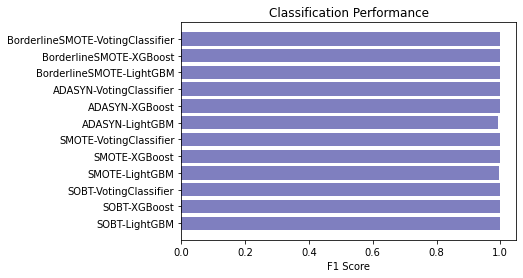 Classification Performance
BorderlineSMOTE-VotingClassifier
BorderlineSMOTE-XGBoost
BorderlineSMOTE-LightGBM
ADASYN-VotingClassifier
ADASYN-XGBoost
ADASYN-LightGBM
SMOTE-VotingClassifier
SMOTE-XGBoost
SMOTE-LightGBM
SOBT-VotingClassifier
SOBT-XGBoost
SOBT-LightGBM
0.0 0.2 0.4 0.6 0.8 1.0
F1 Score